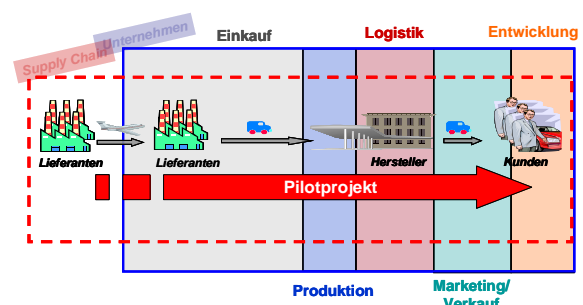 Unternehmen
Supply Chain
Einkauf
Logistik
Entwicklung
Lieferanten
Lieferanten
Hersteller
Kunden
Pilotprojekt
Produktion
Marketing/
Verkauf